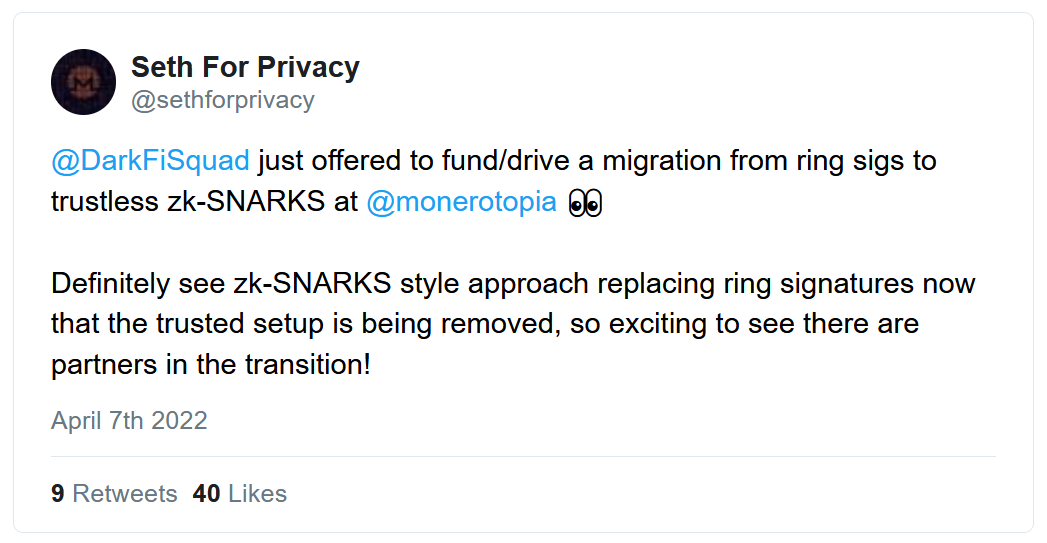 Seth For Privacy
@sethforprivacy
@DarkFiSquad just offered to fund/drive a migration from ring sigs to
trustless zk-SNARKS at @monerotopia 👀
Definitely see zk-SNARKS style approach replacing ring signatures now
that the trusted setup is being removed, so exciting to see there are
partners in the transition!
April 7th 2022
9 Retweets 40 Likes